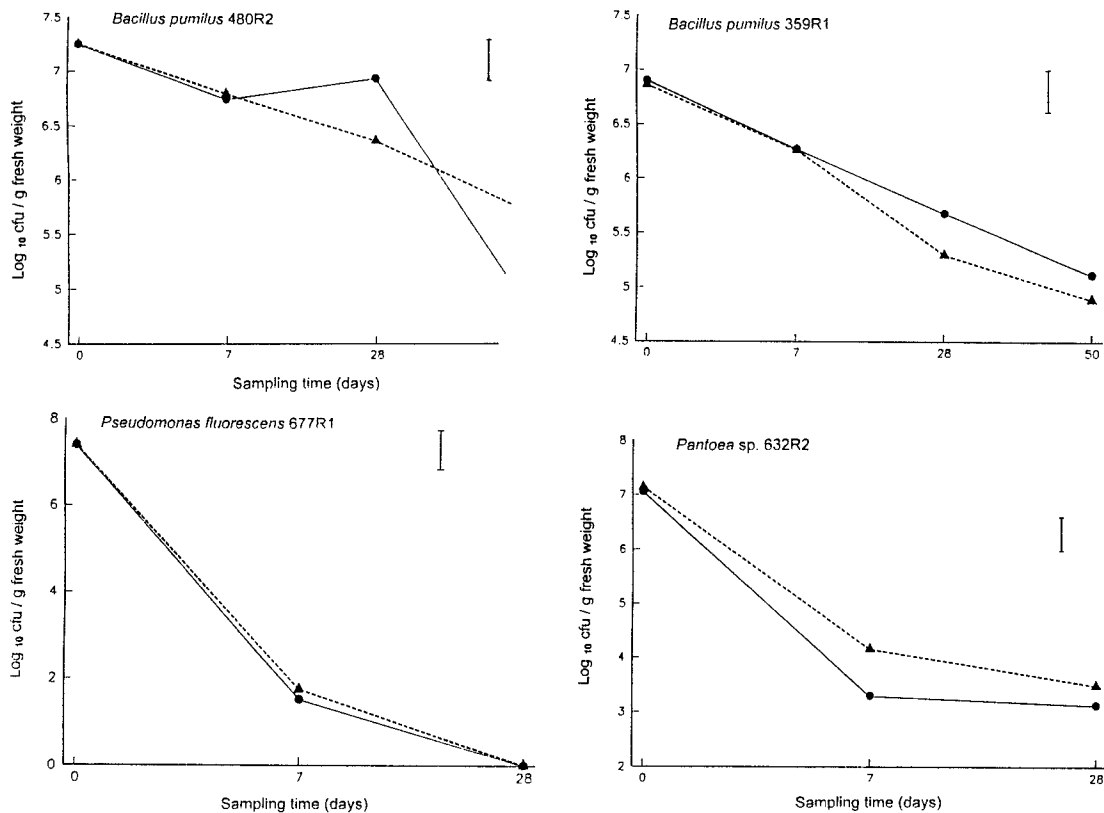 Bacillus pumilus 480R2
7.5
7
6.5
6
5.5
5
4.5
Log 10 cfu / g fresh weight
0 7 28
Sampling time (days)
Bacillus pumilus 359R1
7.5
7
6.5
6
5.5
5
4.5
Log 10 cfu / g fresh weight
0 7 28 50
Sampling time (days)
Pseudomonas fluorescens 677R1
8
6
4
2
0
Log 10 cfu / g fresh weight
0 7 28
Sampling time (days)
Pantoea sp. 632R2
8
7
6
5
4
3
2
Log 10 cfu / g fresh weight
0 7 28
Sampling time (days)